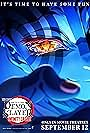 IT'S TIME TO HAVE SOME FUN
DEMON
SLAYER
ONLY IN MOVIE THEATERS
SEPTEMBER 12